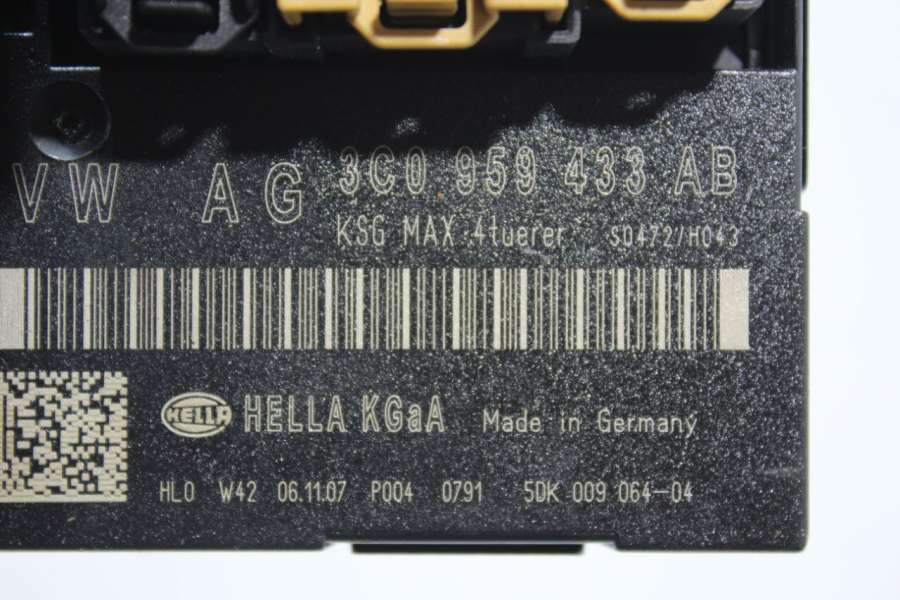 VW AG 3C0 959 433 AB
KSG MAX 4tuerer S0472/H043
HELLA HELLA KGaA Made in Germany
HLO W42 06.11.07 P004 0791 5DK 009 064-04